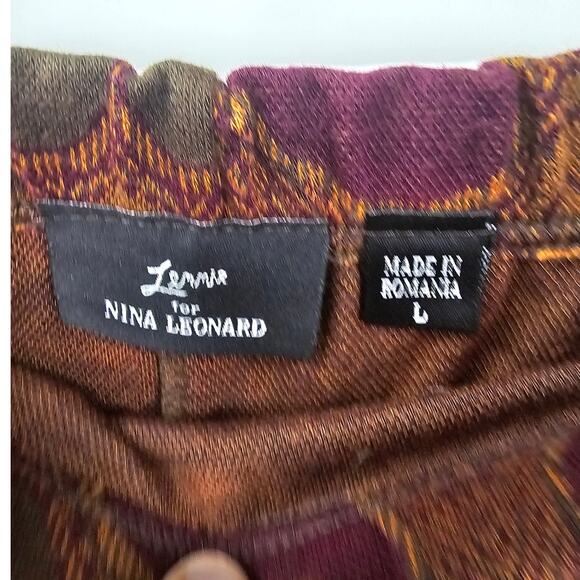 Lennie
for
NINA LEONARD
MADE IN
ROMANIA
L